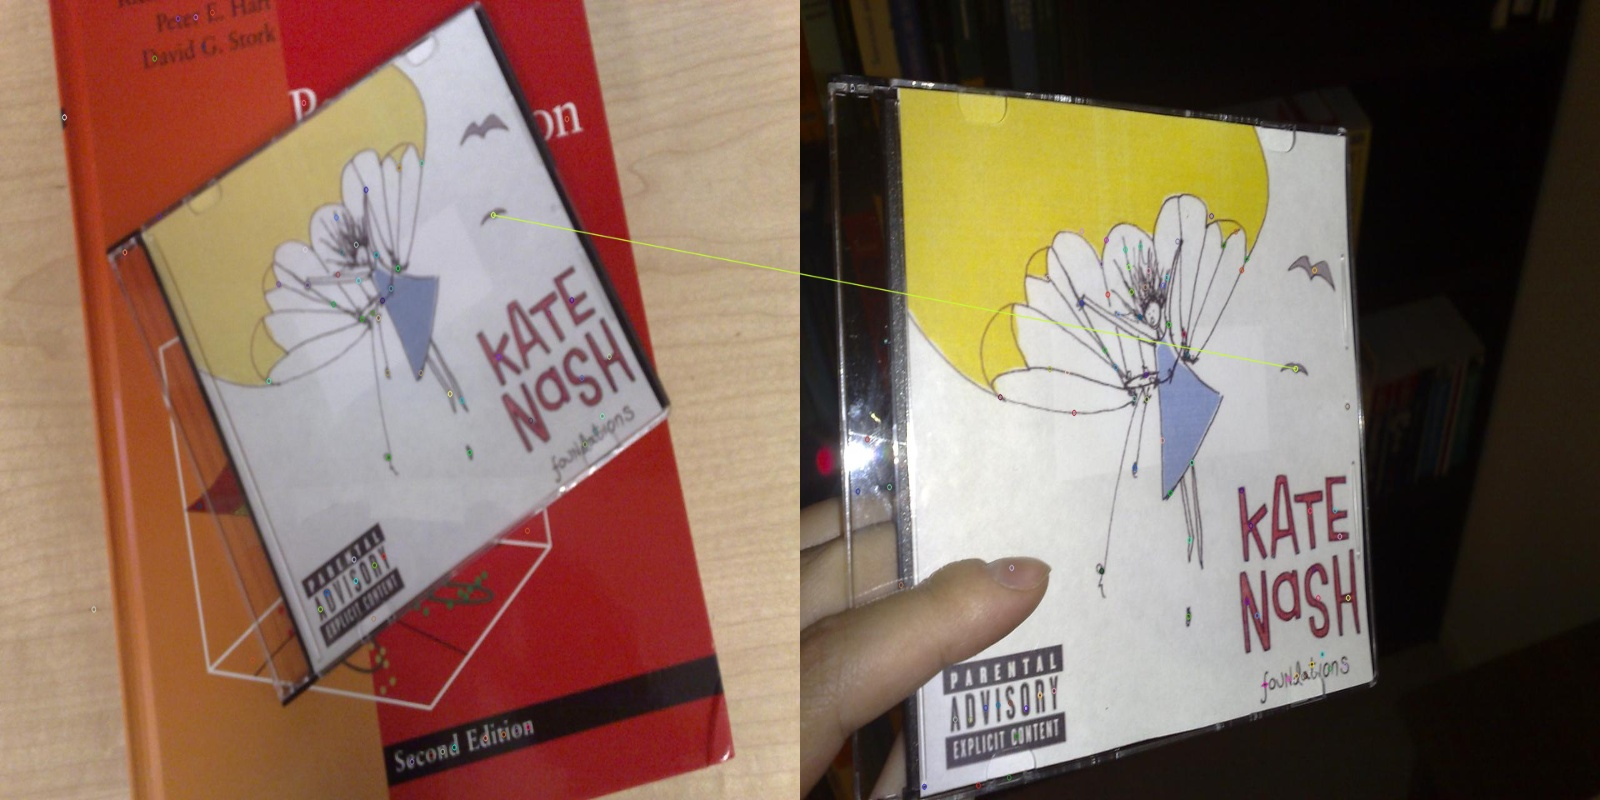 Peter E. Hart
David G. Stork
KATE
NASH
foundations
PARENTAL
ADVISORY
EXPLICIT CONTENT
Second Edition
KATE
NASH
foundations
PARENTAL
ADVISORY
EXPLICIT CONTENT